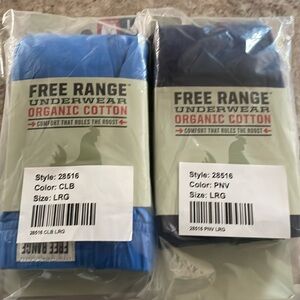 FREE RANGE
UNDERWEAR
ORGANIC COTTON
COMFORT THAT RULES THE ROOST
Style: 28516
Color: CLB
Size: LRG
28516 CLB LRG
FREE RANGE
FREE RANGE
UNDERWEAR
ORGANIC COTTON
COMFORT THAT RULES THE ROOST
Style: 28516
Color: PNV
Size: LRG
28516 PNV LRG